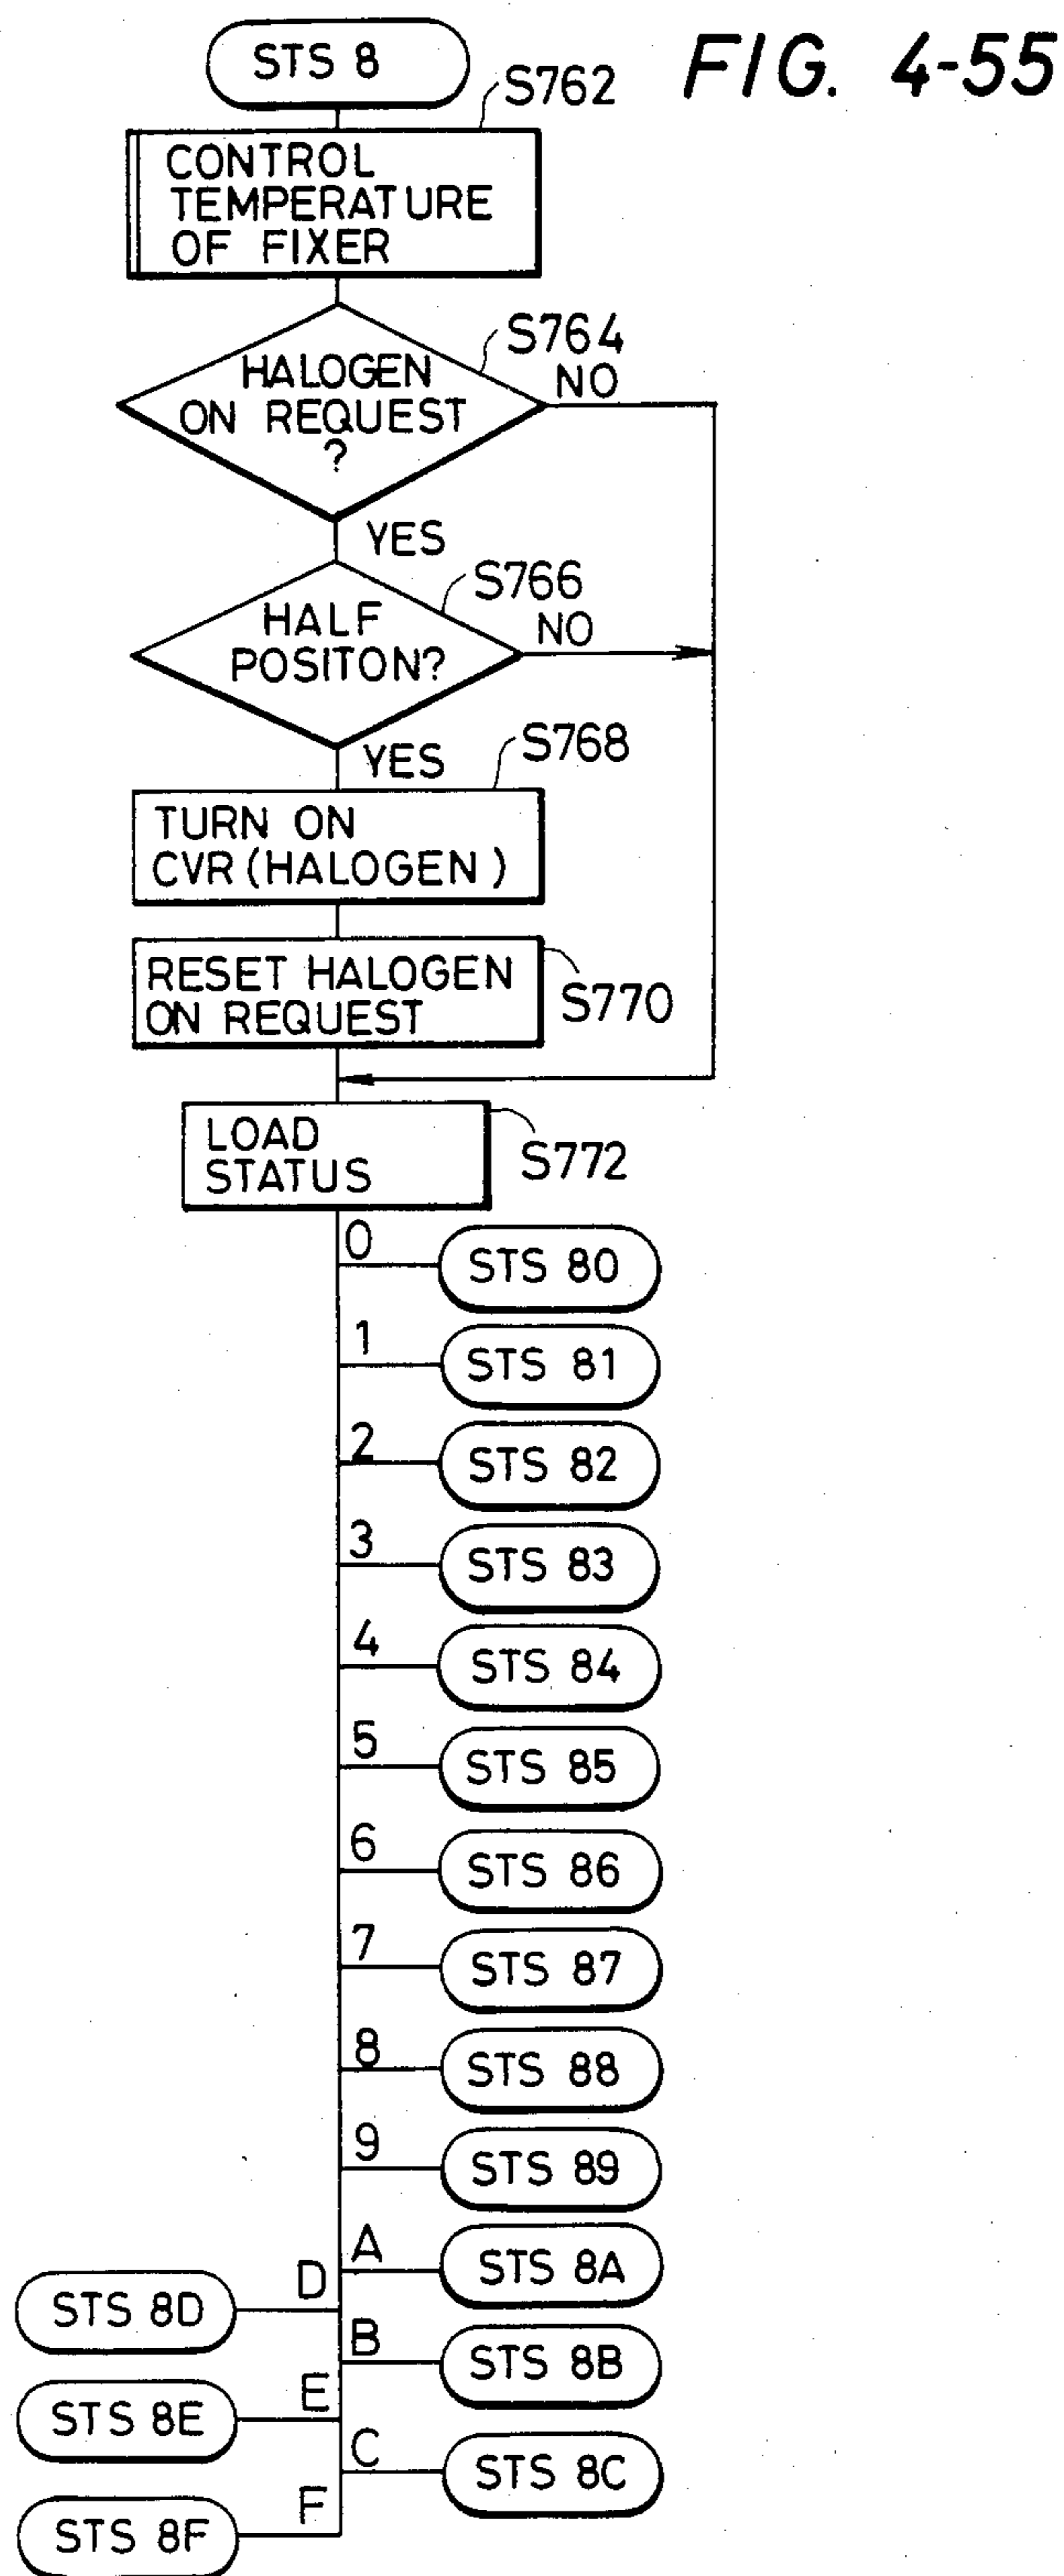 STS 8
FIG. 4-55
S762
CONTROL
TEMPERATURE
OF FIXER
S764
HALOGEN
ON REQUEST
?
NO
YES
S766
HALF
POSITON?
NO
YES
S768
TURN ON
CVR (HALOGEN)
RESET HALOGEN
ON REQUEST
S770
LOAD
STATUS
S772
0
STS 80
1
STS 81
2
STS 82
3
STS 83
4
STS 84
5
STS 85
6
STS 86
7
STS 87
8
STS 88
9
STS 89
A
STS 8A
D
STS 8D
B
STS 8B
E
STS 8E
C
STS 8C
F
STS 8F